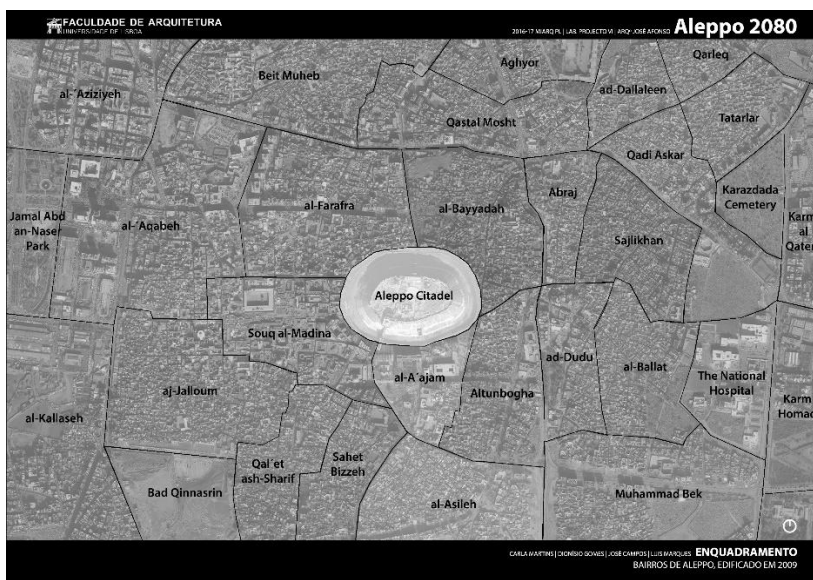 FACULDADE DE ARQUITETURA
UNIVERSIDADE DE LISBOA
2016-17 MIARQ PL | LAB. PROJECTO VI | ARQº JOSÉ AFONSO Aleppo 2080
Aghyor
Qarleq
Beit Muheb
al-´Aziziyeh
ad-Dallaleen
Qastal Mosht
Tatarlar
Qadi Askar
Abraj
Karazdada
Cemetery
al-Farafra
al-Bayyadah
Jamal Abd
an-Naser
Park
al-´Aqabeh
Karm
al
Qater
Sajlikhan
Aleppo Citadel
Souq al-Madina
ad-Dudu
al-Ballat
al-A´ajam
The National
Hospital
aj-Jalloum
Altunbogha
Karm
Homad
al-Kallaseh
Sahet
Bizzeh
Qal´et
ash-Sharif
Bad Qinnasrin
Muhammad Bek
al-Asileh
CARLA MARTINS | DIONÉSIO GOMES | JOSÉ CAMPOS | LUIS MARQUES ENQUADRAMENTO
BAIRROS DE ALEPPO, EDIFICADO EM 2009